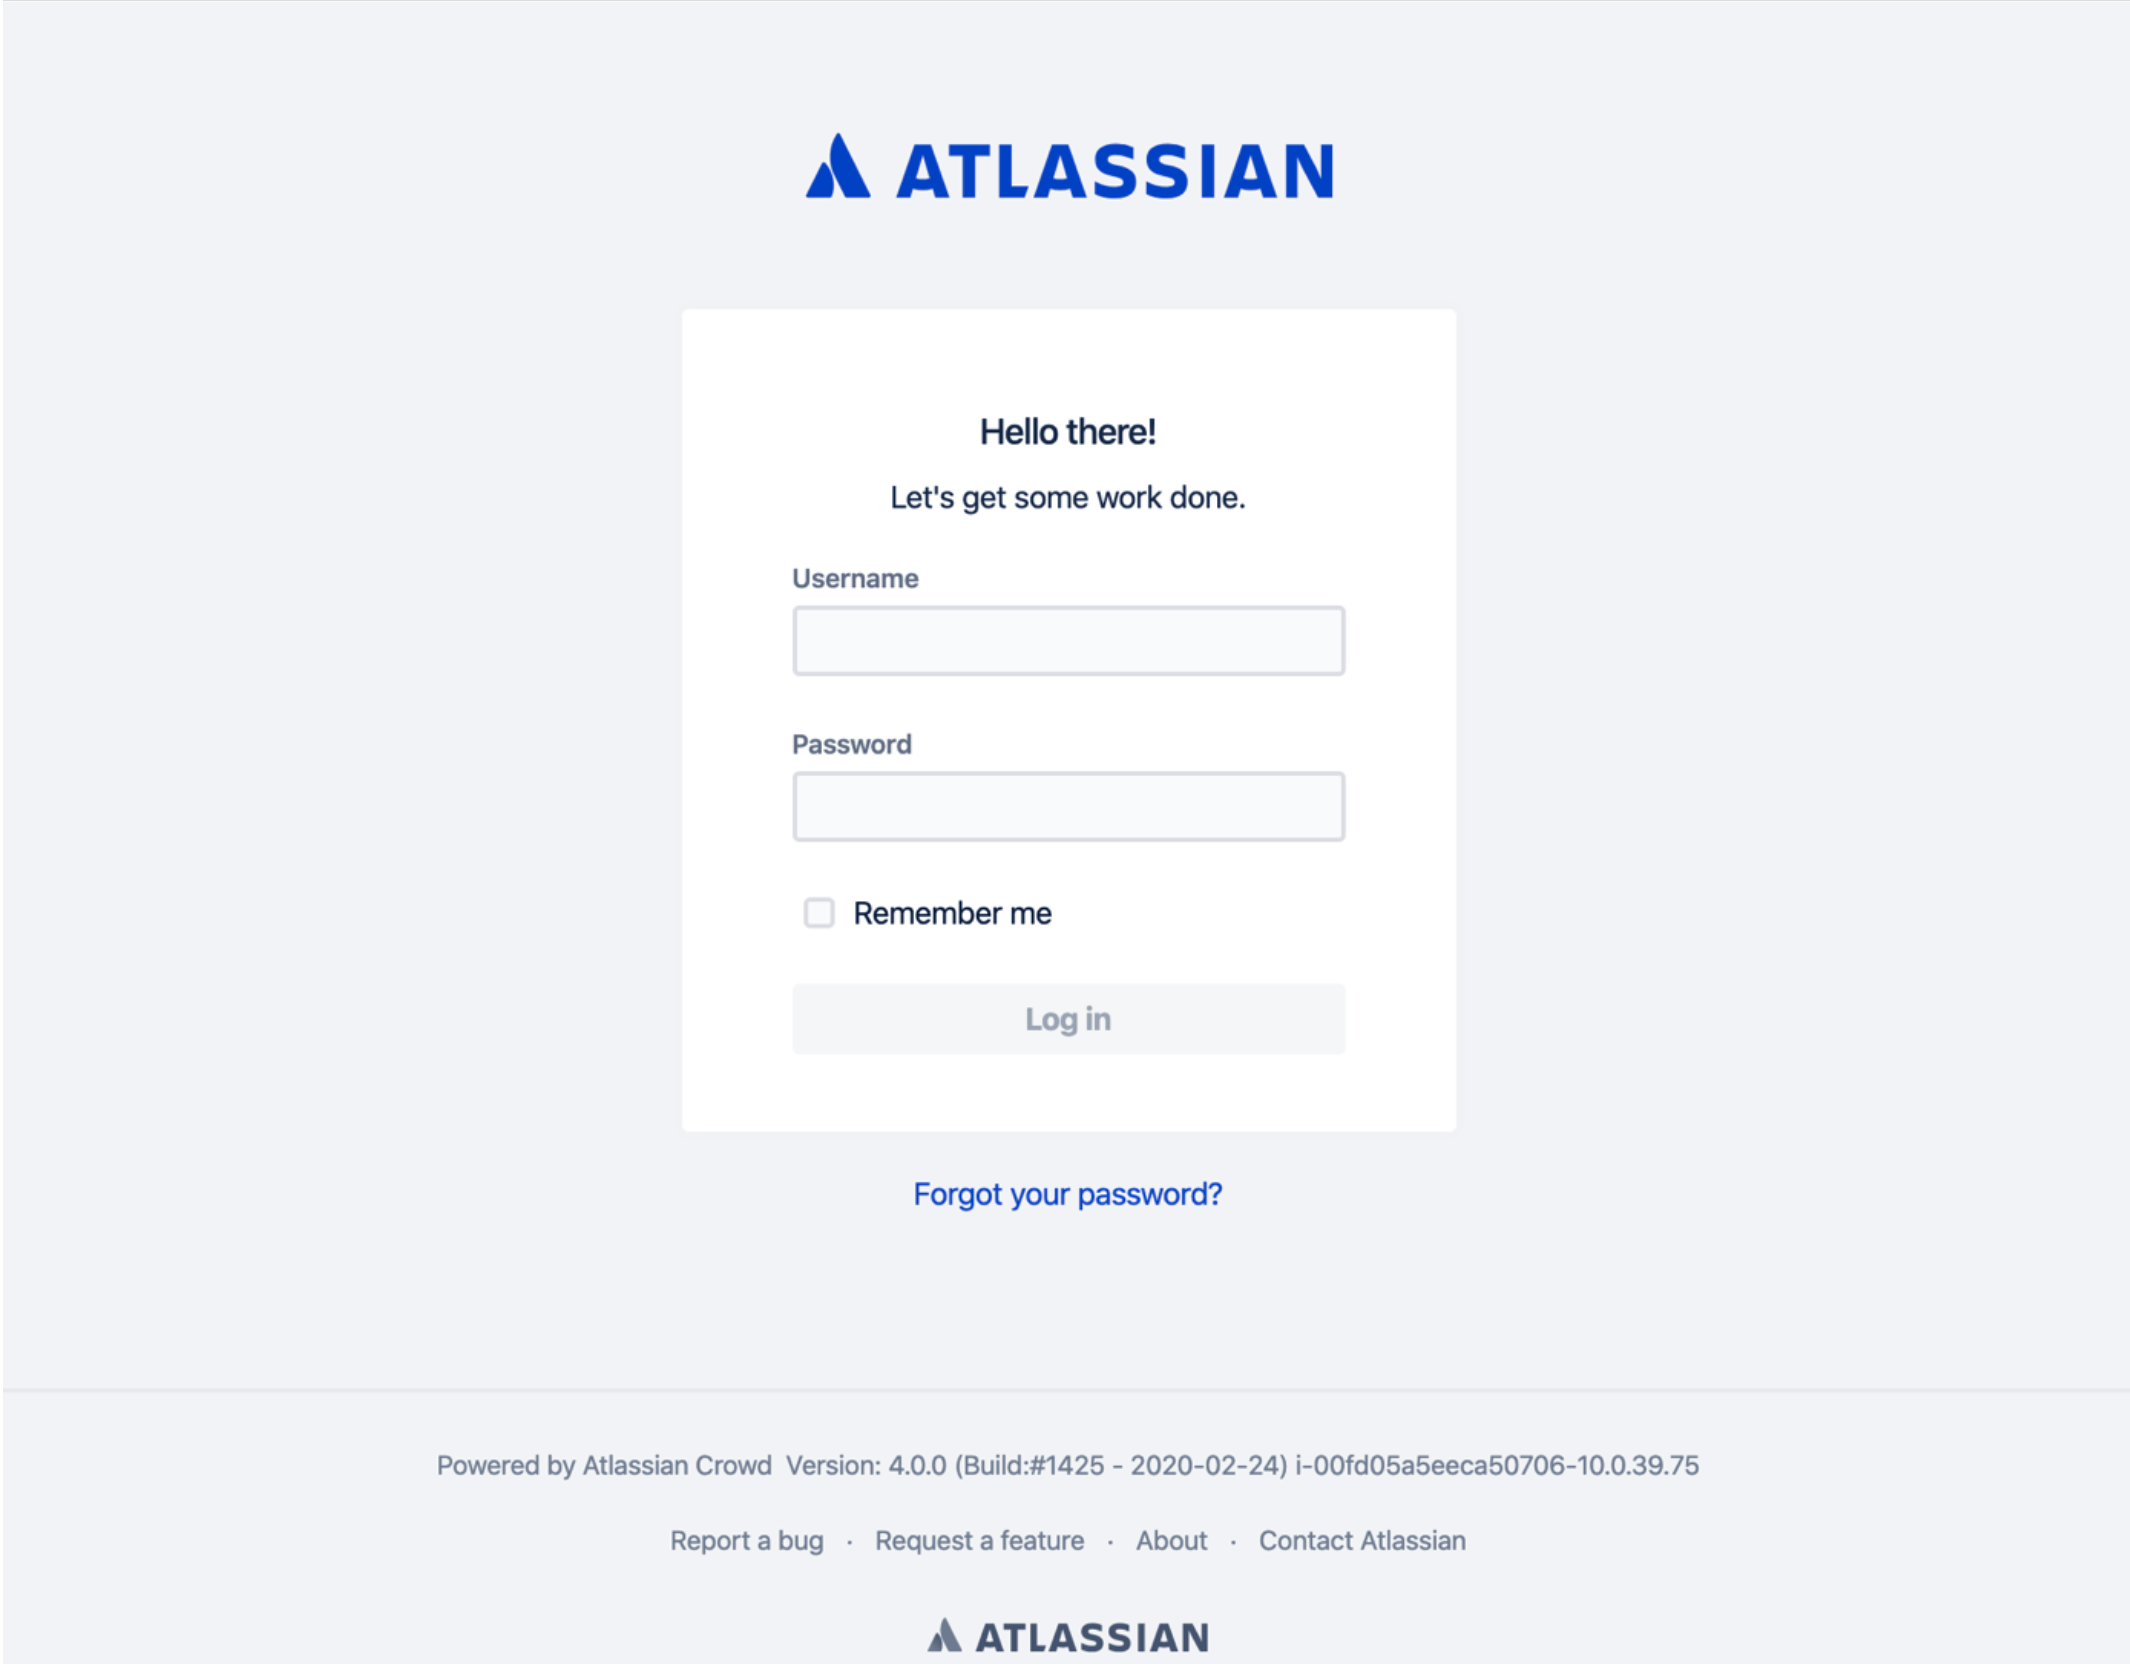 ATLASSIAN
Hello there!
Let's get some work done.
Username
Password
Remember me
Log in
Forgot your password?
Powered by Atlassian Crowd Version: 4.0.0 (Build:#1425 - 2020-02-24) i-00fd05a5eeca50706-10.0.39.75
Report a bug · Request a feature · About · Contact Atlassian
ATLASSIAN